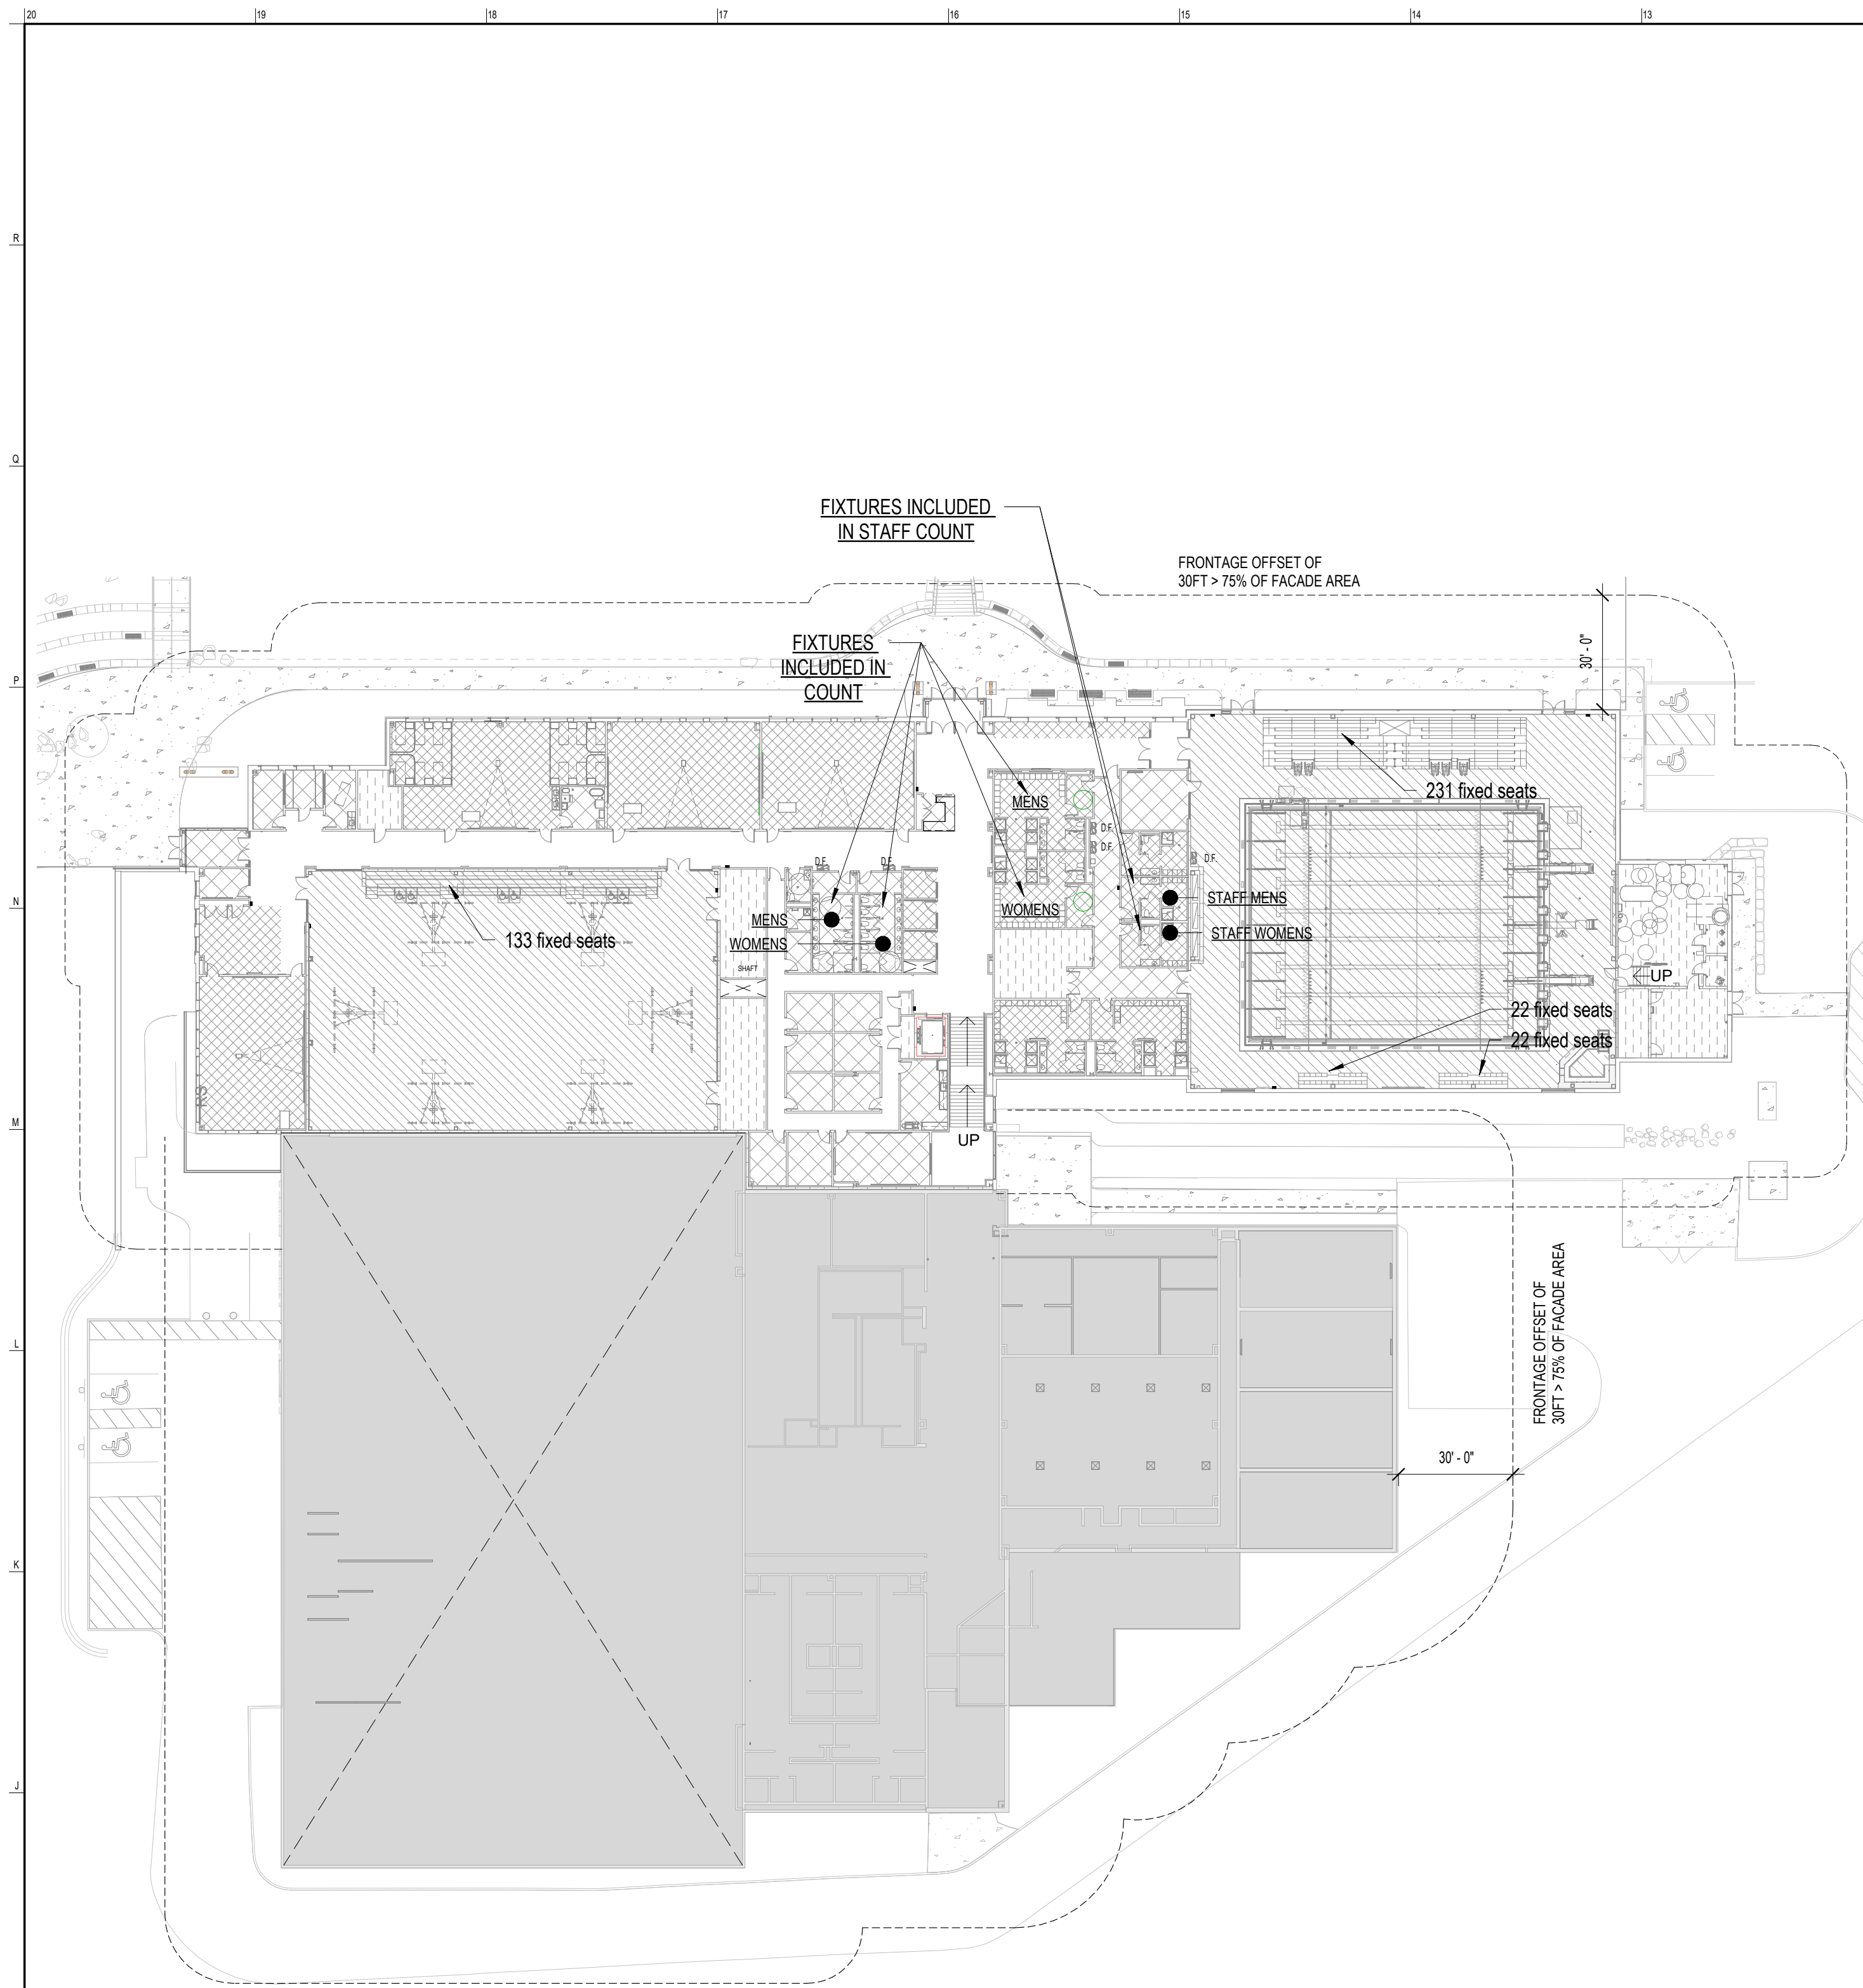 20
19
18
17
16
15
14
13
R
Q
P
N
M
L
K
J
FIXTURES INCLUDED
IN STAFF COUNT
FRONTAGE OFFSET OF
30FT > 75% OF FACADE AREA
30' - 0"
FIXTURES
INCLUDED IN
COUNT
231 fixed seats
MENS
D.F.
D.F.
D.F.
D.F.
D.F.
STAFF MENS
WOMENS
MENS
STAFF WOMENS
133 fixed seats
WOMENS
SHAFT
UP
22 fixed seats
22 fixed seats
UP
FRONTAGE OFFSET OF
30FT > 75% OF FACADE AREA
30' - 0"